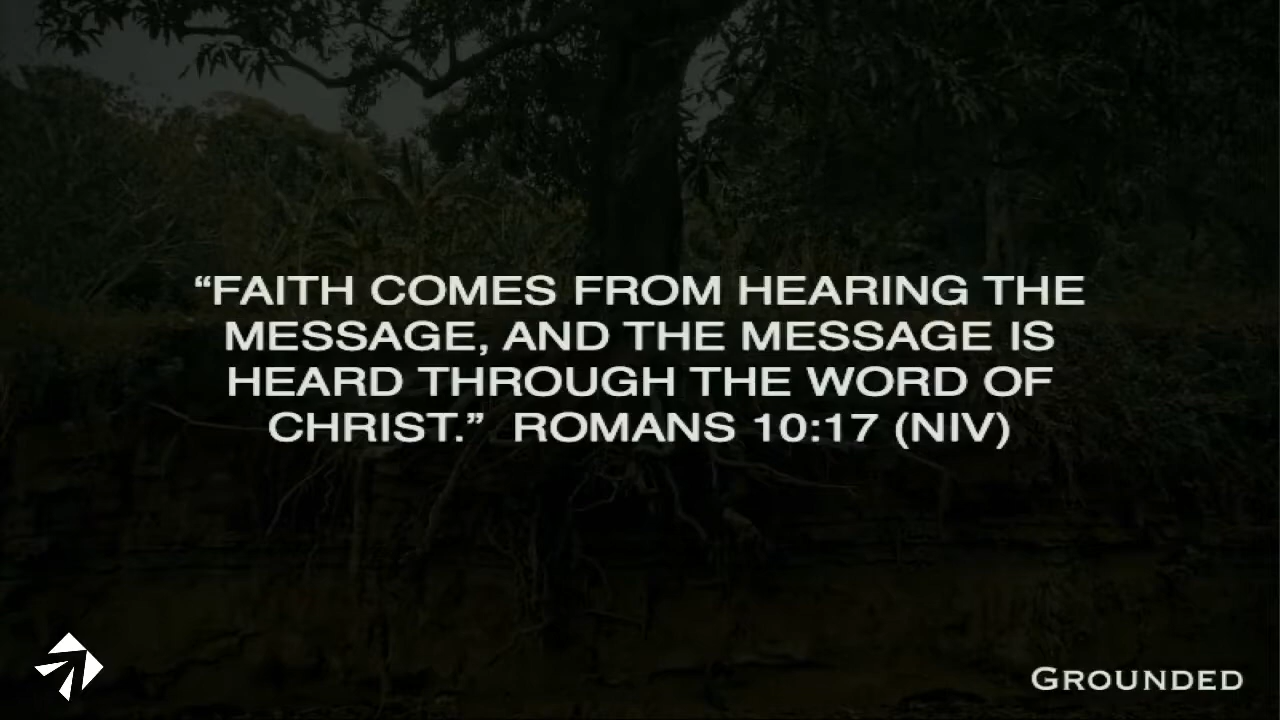 “FAITH COMES FROM HEARING THE
MESSAGE, AND THE MESSAGE IS
HEARD THROUGH THE WORD OF
CHRIST.” ROMANS 10:17 (NIV)
GROUNDED